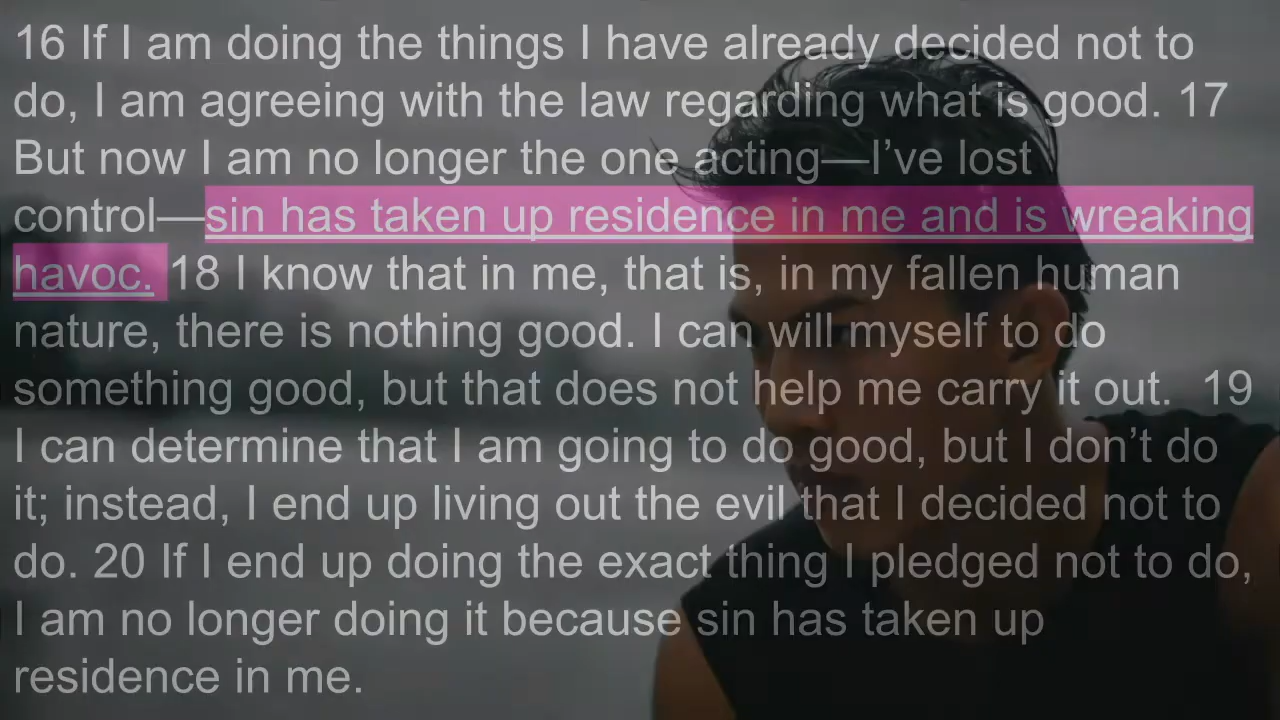 16 If I am doing the things I have already decided not to
do, I am agreeing with the law regarding what is good. 17
But now I am no longer the one acting—I’ve lost
control—sin has taken up residence in me and is wreaking
havoc. 18 I know that in me, that is, in my fallen human
nature, there is nothing good. I can will myself to do
something good, but that does not help me carry it out.  19
I can determine that I am going to do good, but I don’t do
it; instead, I end up living out the evil that I decided not to
do. 20 If I end up doing the exact thing I pledged not to do,
I am no longer doing it because sin has taken up
residence in me.